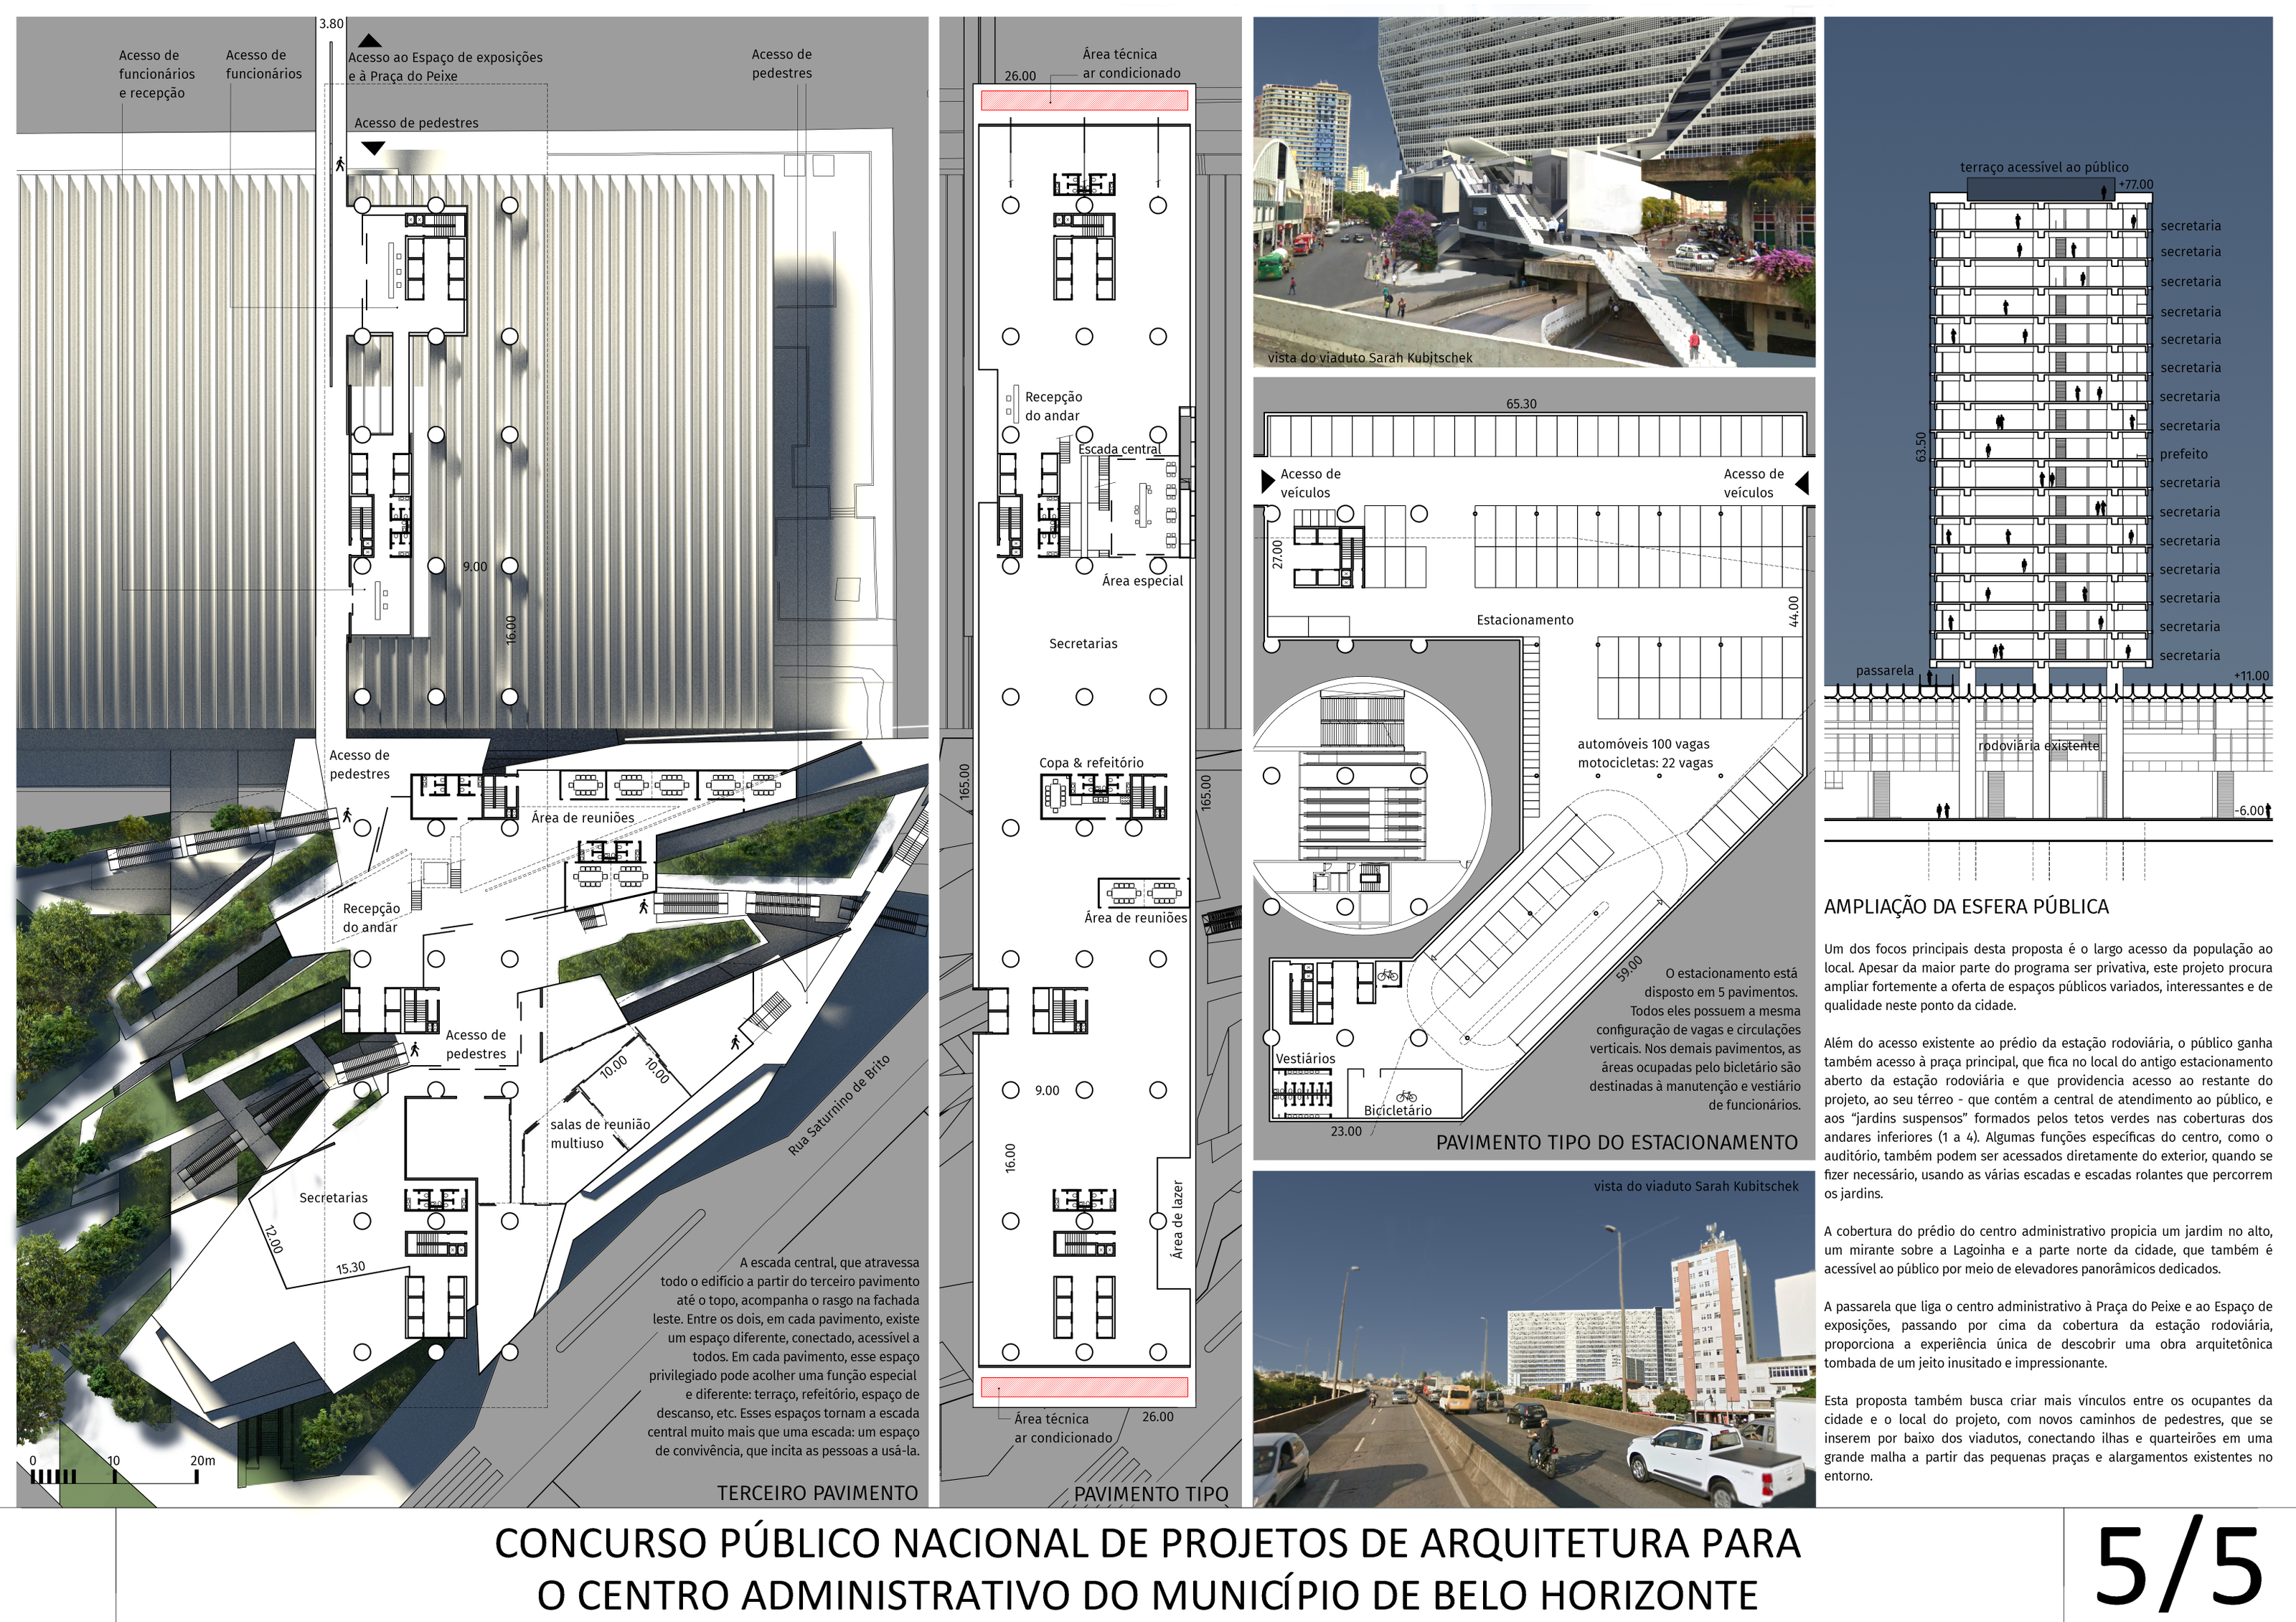 3.80
Acesso de
funcionários
e recepção
Acesso de
funcionários
Acesso ao Espaço de exposições
e à Praça do Peixe
Acesso de
pedestres
Acesso de pedestres
9.00
16.00
Acesso de
pedestres
Área de reuniões
Recepção
do andar
Acesso de
pedestres
10.00
10.00
salas de reunião
multiuso
Rua Saturnino de Brito
Secretarias
12.00
15.30
A escada central, que atravessa
todo o edifício a partir do terceiro pavimento
até o topo, acompanha o rasgo na fachada
leste. Entre os dois, em cada pavimento, existe
um espaço diferente, conectado, acessível a
todos. Em cada pavimento, esse espaço
privilegiado pode acolher uma função especial
e diferente: terraço, refeitório, espaço de
descanso, etc. Esses espaços tornam a escada
central muito mais que uma escada: um espaço
de convivência, que incita as pessoas a usá-la.
0
10
20m
TERCEIRO PAVIMENTO
26.00
Área técnica
ar condicionado
Recepção
do andar
Escada central
Área especial
Secretarias
Copa & refeitório
165.00
165.00
Área de reuniões
9.00
16.00
Área de lazer
Área técnica
ar condicionado
26.00
PAVIMENTO TIPO
vista do viaduto Sarah Kubitschek
65.30
Acesso de
veículos
Acesso de
veículos
27.00
Estacionamento
44.00
automóveis 100 vagas
motocicletas: 22 vagas
59.00
O estacionamento está
disposto em 5 pavimentos.
Todos eles possuem a mesma
configuração de vagas e circulações
verticais. Nos demais pavimentos, as
áreas ocupadas pelo bicletário são
destinadas à manutenção e vestiário
de funcionários.
Vestiários
Bicicletário
23.00
PAVIMENTO TIPO DO ESTACIONAMENTO
vista do viaduto Sarah Kubitschek
terraço acessível ao público
+77.00
secretaria
secretaria
secretaria
secretaria
secretaria
secretaria
secretaria
secretaria
63.50
prefeito
secretaria
secretaria
secretaria
secretaria
secretaria
secretaria
secretaria
passarela
+11.00
rodoviária existente
-6.00
AMPLIAÇÃO DA ESFERA PÚBLICA
Um dos focos principais desta proposta é o largo acesso da população ao
local. Apesar da maior parte do programa ser privativa, este projeto procura
ampliar fortemente a oferta de espaços públicos variados, interessantes e de
qualidade neste ponto da cidade.
Além do acesso existente ao prédio da estação rodoviária, o público ganha
também acesso à praça principal, que fica no local do antigo estacionamento
aberto da estação rodoviária e que providencia acesso ao restante do
projeto, ao seu térreo - que contém a central de atendimento ao público, e
aos “jardins suspensos” formados pelos tetos verdes nas coberturas dos
andares inferiores (1 a 4). Algumas funções específicas do centro, como o
auditório, também podem ser acessados diretamente do exterior, quando se
fizer necessário, usando as várias escadas e escadas rolantes que percorrem
os jardins.
A cobertura do prédio do centro administrativo propicia um jardim no alto,
um mirante sobre a Lagoinha e a parte norte da cidade, que também é
acessível ao público por meio de elevadores panorâmicos dedicados.
A passarela que liga o centro administrativo à Praça do Peixe e ao Espaço de
exposições, passando por cima da cobertura da estação rodoviária,
proporciona a experiência única de descobrir uma obra arquitetônica
tombada de um jeito inusitado e impressionante.
Esta proposta também busca criar mais vínculos entre os ocupantes da
cidade e o local do projeto, com novos caminhos de pedestres, que se
inserem por baixo dos viadutos, conectando ilhas e quarteirões em uma
grande malha a partir das pequenas praças e alargamentos existentes no
entorno.
CONCURSO PÚBLICO NACIONAL DE PROJETOS DE ARQUITETURA PARA
O CENTRO ADMINISTRATIVO DO MUNICÍPIO DE BELO HORIZONTE
5/5